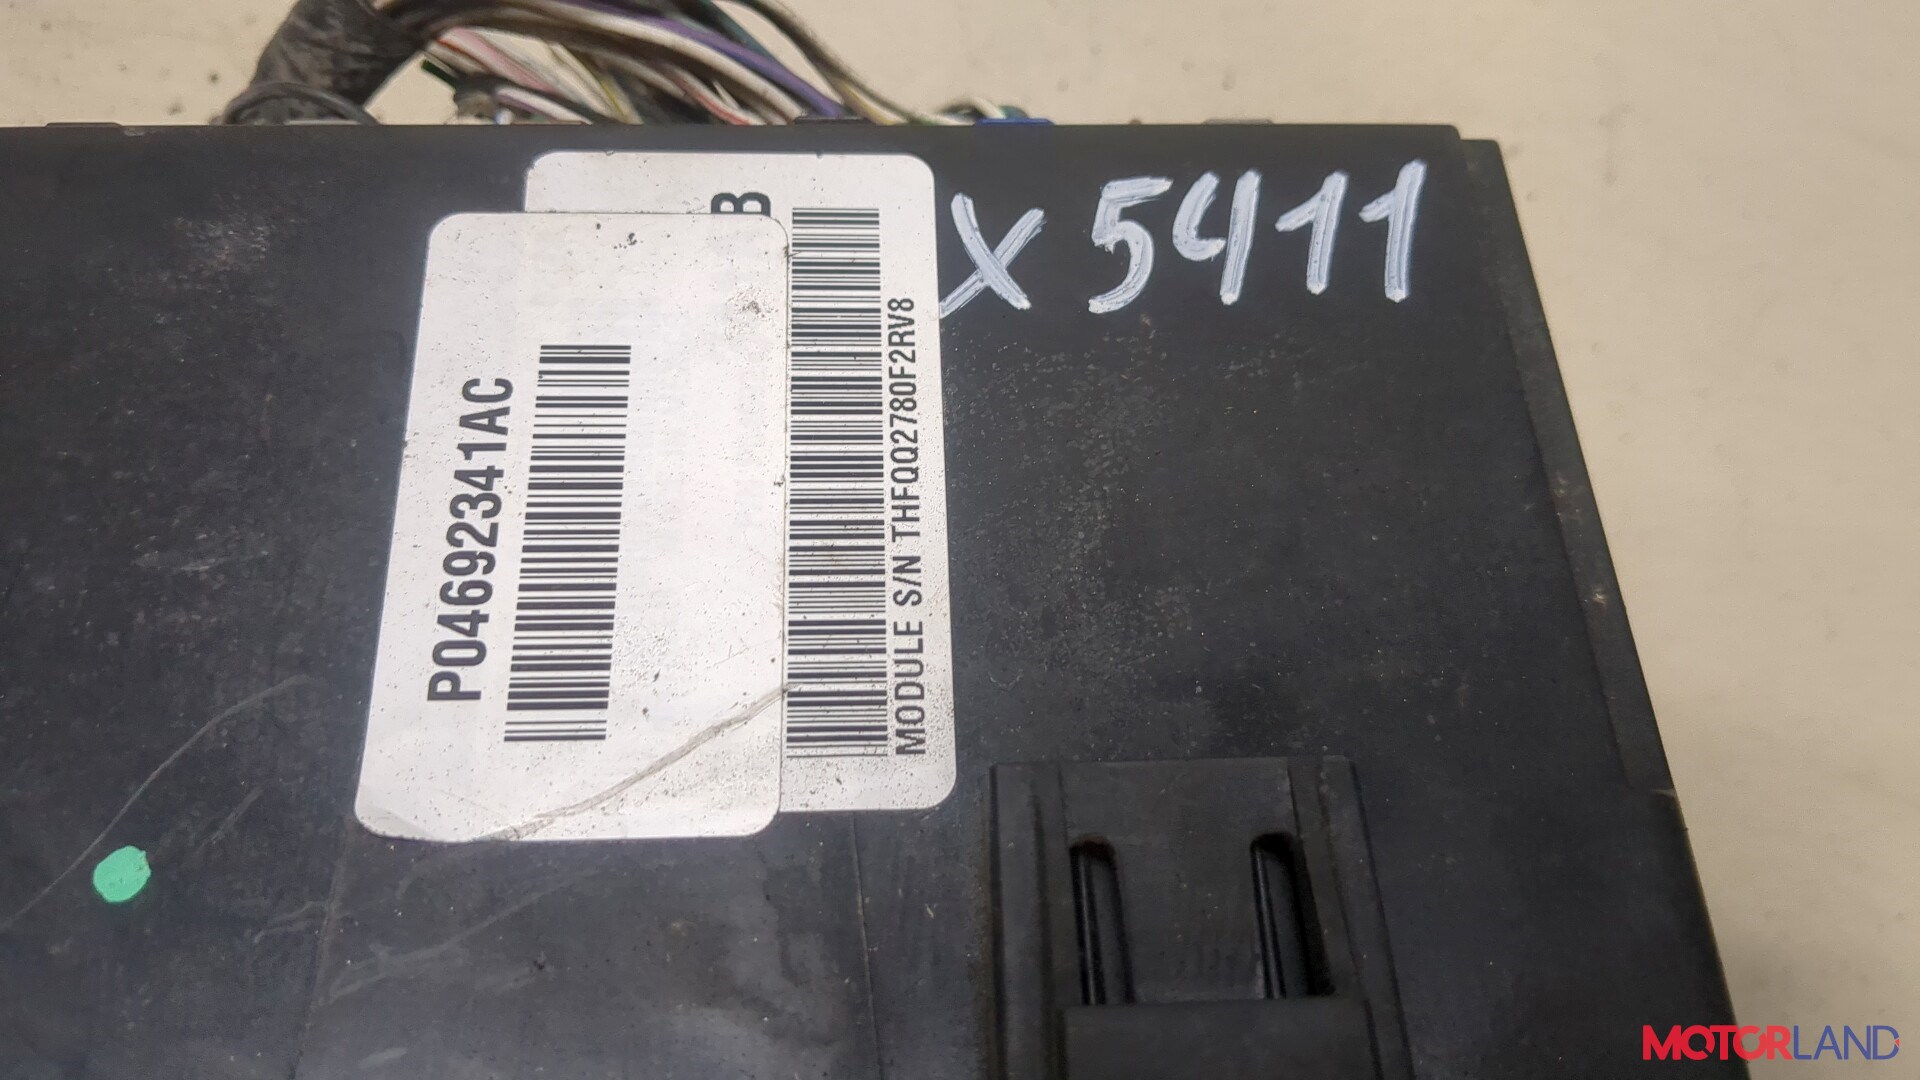 P04692341AC
B
MODULE S/N THFQQ2780F2RV8
X 5411
MOTORLAND